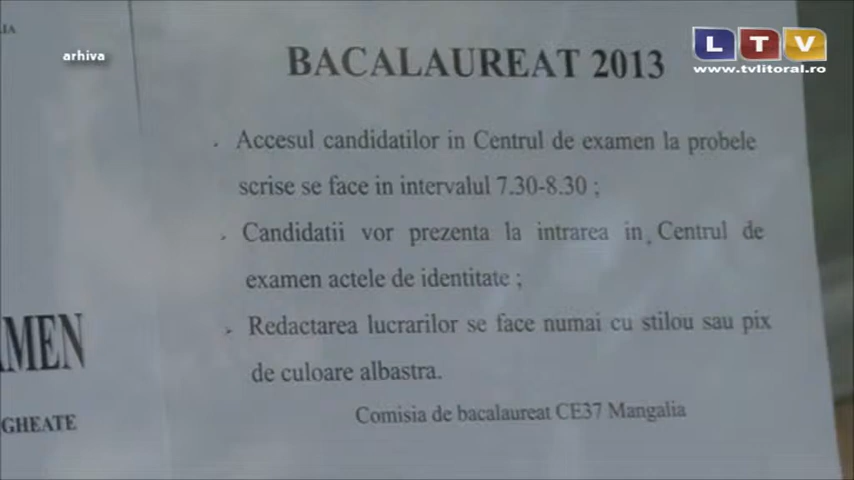 LIA
arhiva
LTV
www.tvlitoral.ro
BACALAUREAT 2013
Accesul candidatilor in Centrul de examen la probele
scrise se face in intervalul 7.30-8.30 ;
Candidatii vor prezenta la intrarea in Centrul de
examen actele de identitate ;
Redactarea lucrarilor se face numai cu stilou sau pix
de culoare albastra.
Comisia de bacalaureat CE37 Mangalia
AMEN
GHEATE